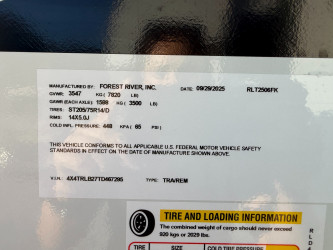 MANUFACTURED BY: FOREST RIVER, INC. DATE: 09/29/2025 RLT2506FK
GVWR: 3547 KG( 7820 LB)
GAWR (EACH AXLE): 1588 KG ( 3500 LB)
TIRES: ST205/75R14/D
RIMS: 14X5.0J
COLD INFL. PRESSURE: 448 KPA ( 65 PSI)
THIS VEHICLE CONFORMS TO ALL APPLICABLE U.S. FEDERAL MOTOR VEHICLE SAFETY
STANDARDS IN EFFECT ON THE DATE OF MANUFACTURE SHOWN ABOVE.
V.I.N.: 4X4TRLB27TD467295 TYPE: TRA/REM
TIRE AND LOADING INFORMATION
The combined weight of cargo should never exceed
920 kgs or 2029 lbs.
TIRE SIZE COLD TIRE PRESSURE
RLD